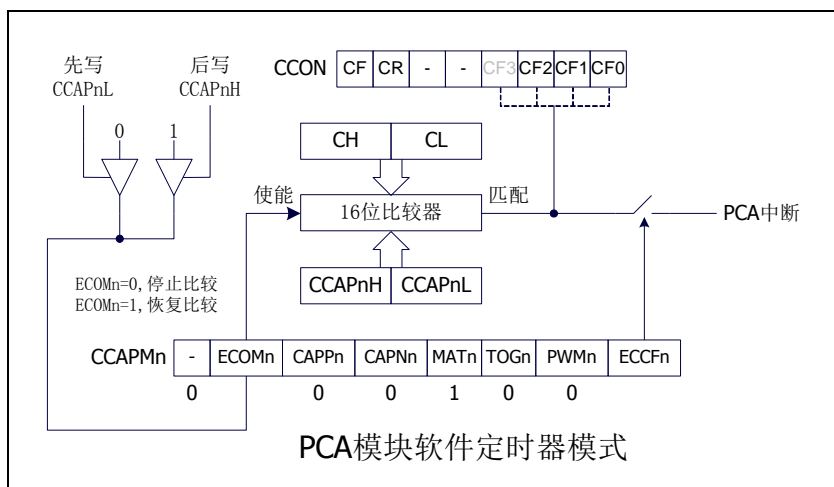 先写
CCAPnL
后写
CCAPnH
CCON CF CR - - CF3 CF2 CF1 CF0
0 1
CH CL
使能 16位比较器 匹配
PCA中断
CCAPnH CCAPnL
ECOMn=0,停止比较
ECOMn=1,恢复比较
CCAPMn - ECOMn CAPPn CAPNn MATn TOGn PWMn ECCFn
0 0 0 1 0 0
PCA模块软件定时器模式